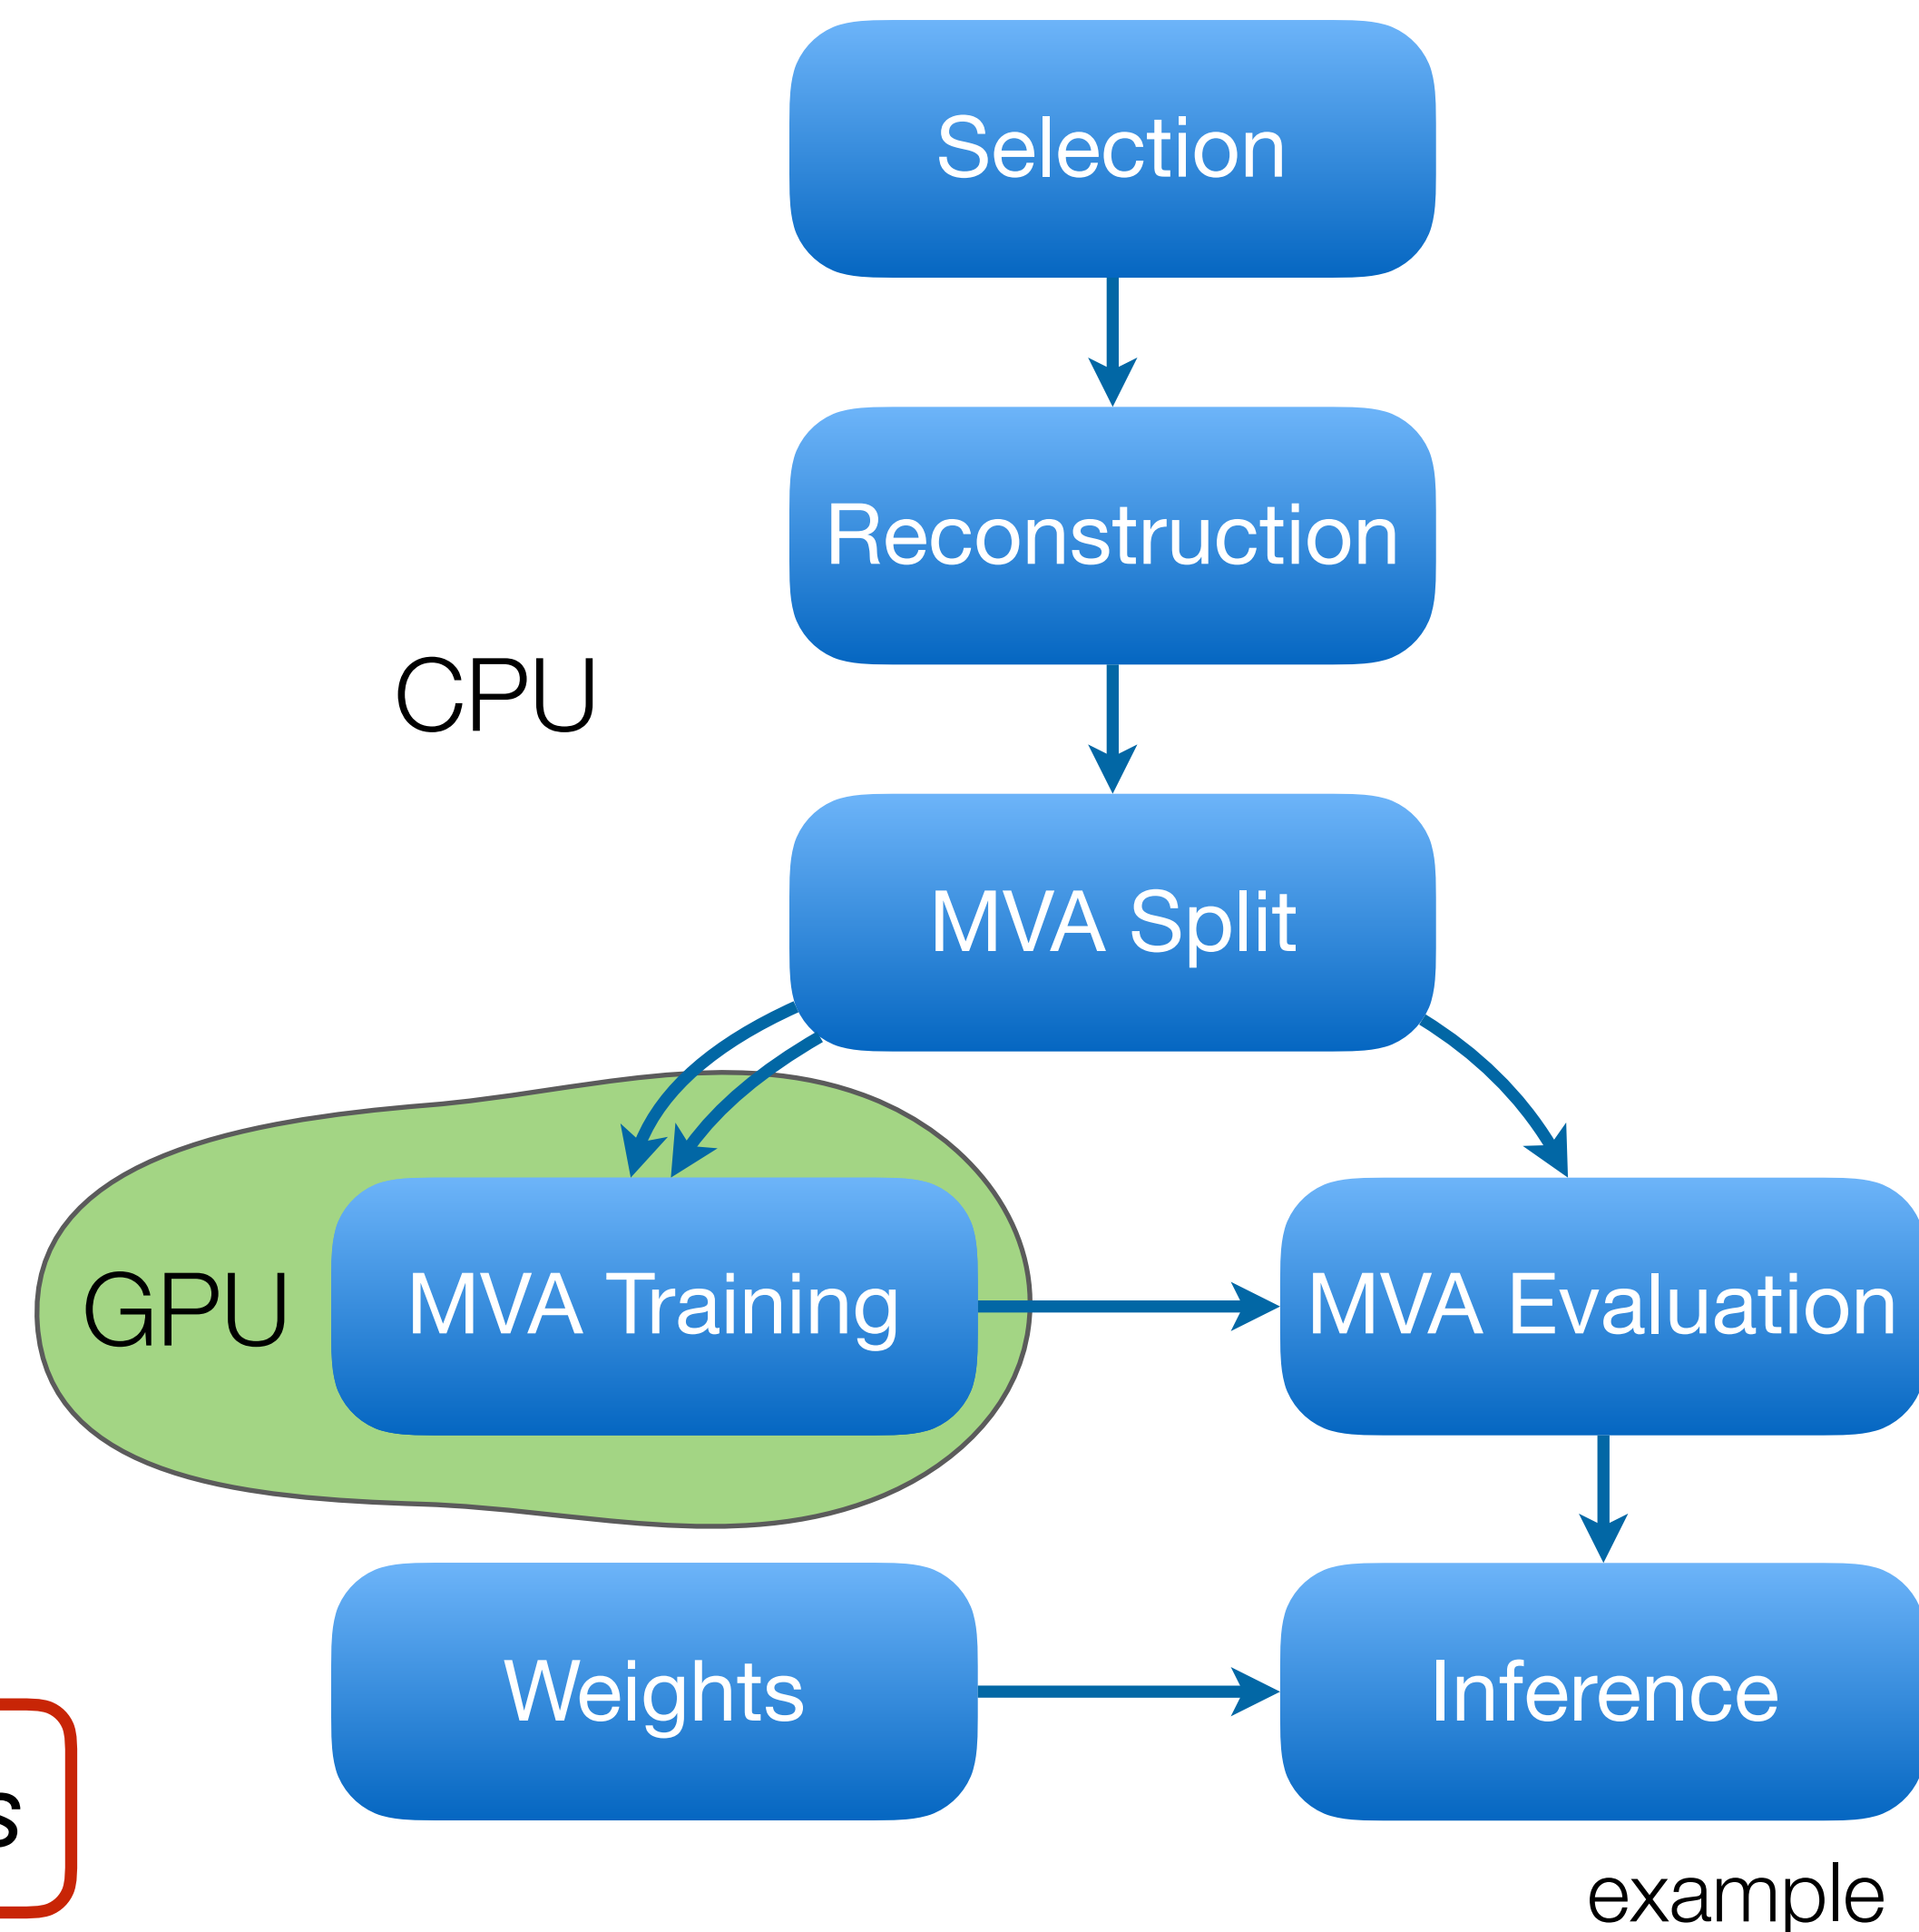 Selection
Reconstruction
CPU
MVA Split
GPU
MVA Training
MVA Evaluation
Weights
Inference
s
example